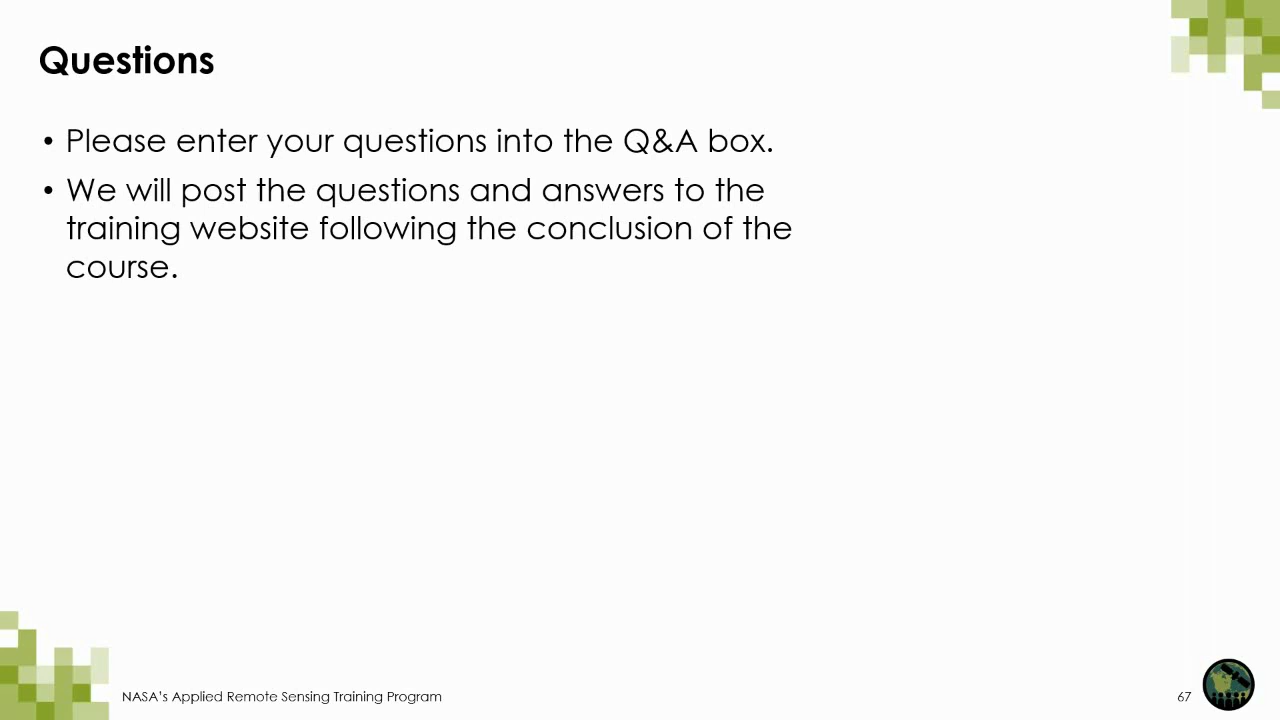 Questions
• Please enter your questions into the Q&A box.
• We will post the questions and answers to the
training website following the conclusion of the
course.
NASA's Applied Remote Sensing Training Program
67